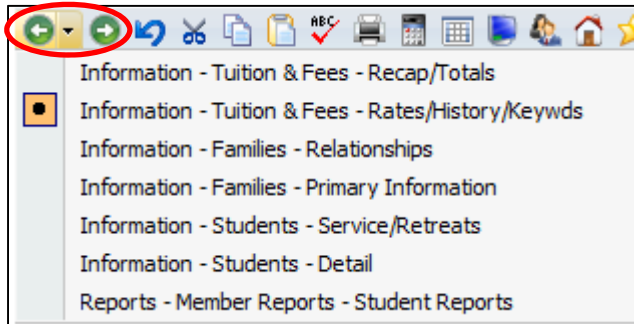 ABC
Information - Tuition & Fees - Recap/Totals
Information - Tuition & Fees - Rates/History/Keywds
Information - Families - Relationships
Information - Families - Primary Information
Information - Students - Service/Retreats
Information - Students - Detail
Reports - Member Reports - Student Reports